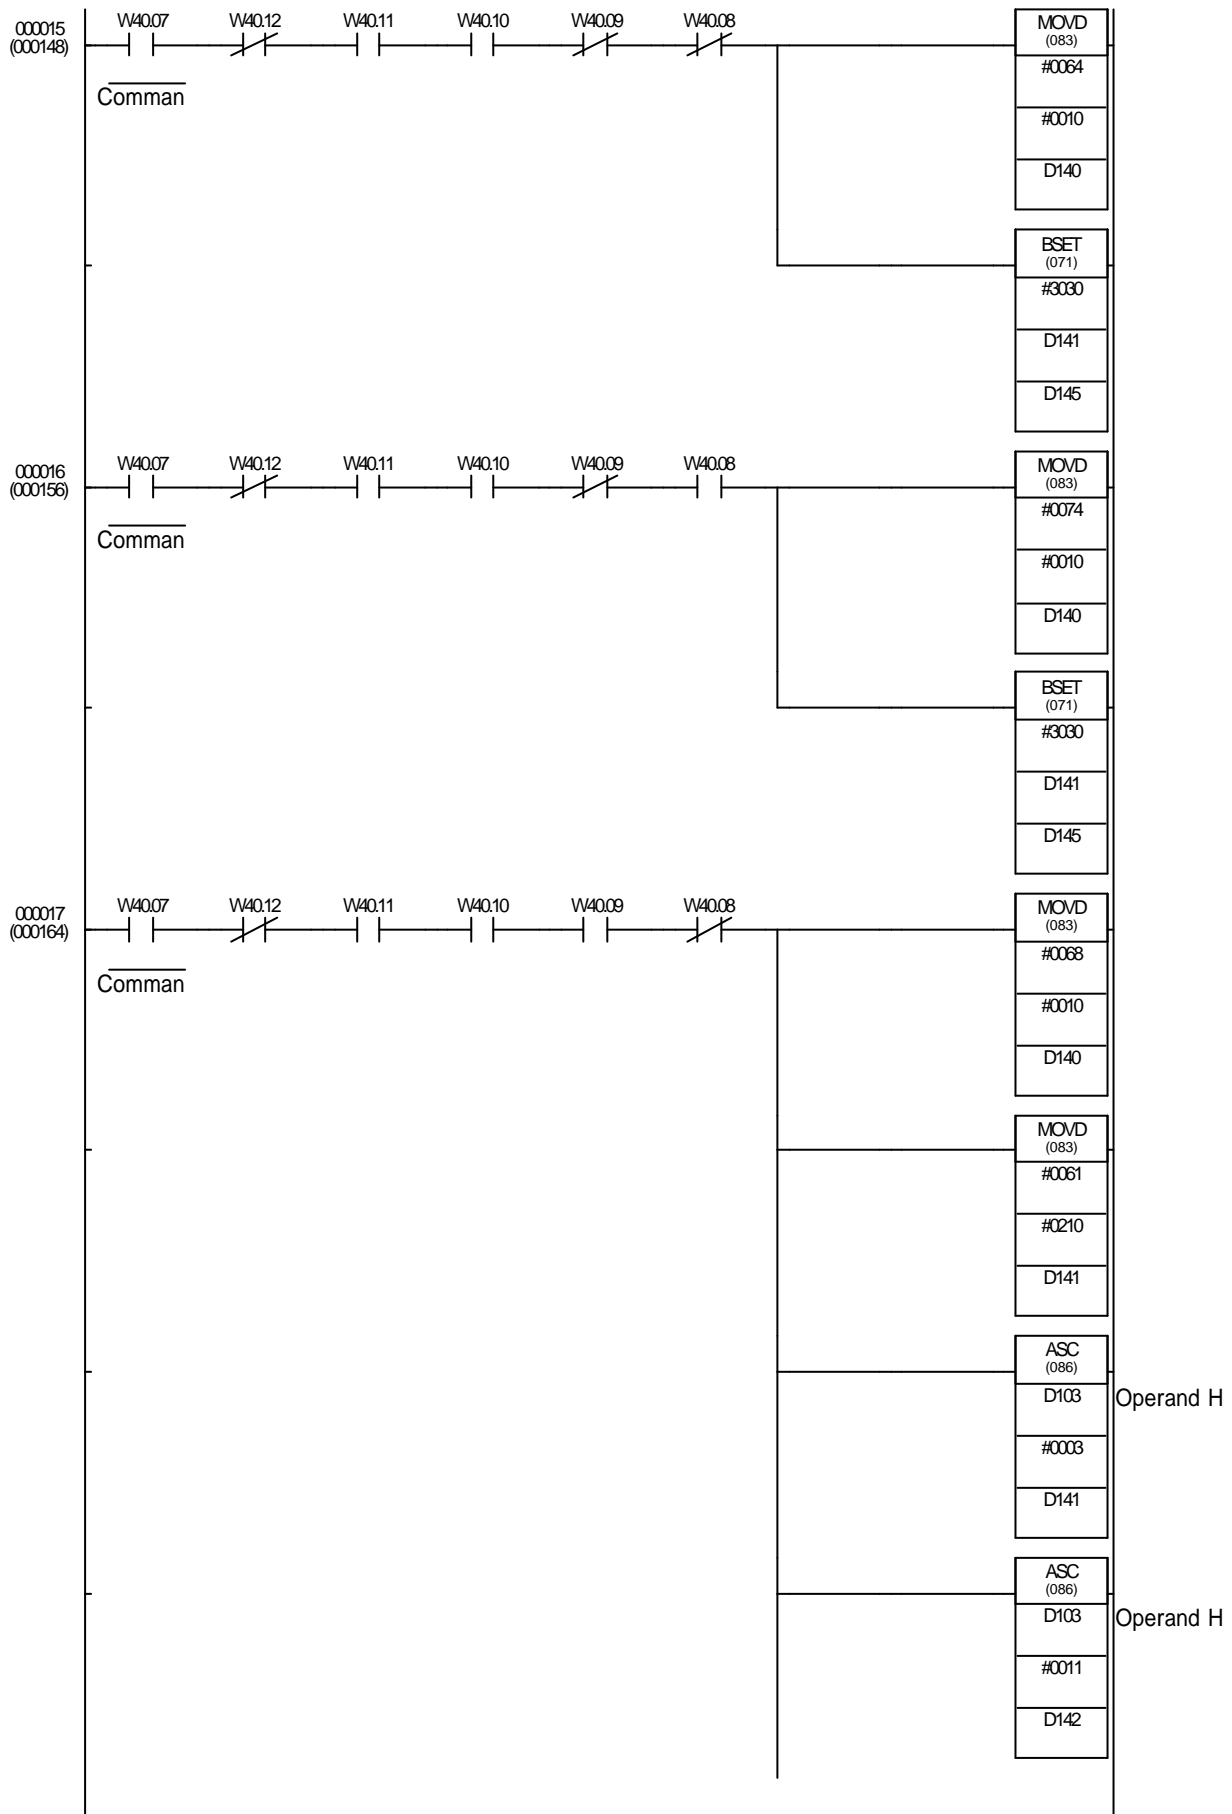 000015
(000148)
W40.07 W40.12 W40.11 W40.10 W40.09 W40.08
Comman
MOVD
(083)
#0064
#0010
D140
BSET
(071)
#3030
D141
D145
000016
(000156)
W40.07 W40.12 W40.11 W40.10 W40.09 W40.08
Comman
MOVD
(083)
#0074
#0010
D140
BSET
(071)
#3030
D141
D145
000017
(000164)
W40.07 W40.12 W40.11 W40.10 W40.09 W40.08
Comman
MOVD
(083)
#0068
#0010
D140
MOVD
(083)
#0061
#0210
D141
ASC
(086)
D103 Operand H
#0003
D141
ASC
(086)
D103 Operand H
#0011
D142